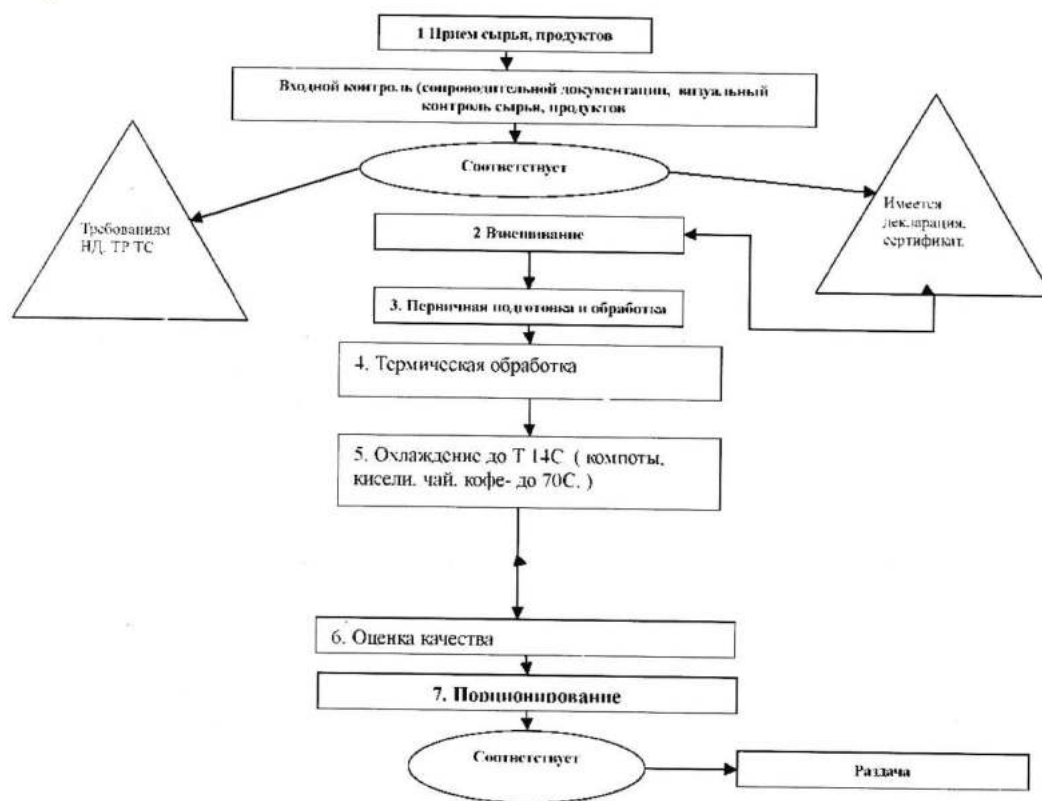 1 Прием сырья, продуктов
Входной контроль (сопроводительной документации, визуальный
контроль сырья, продуктов
Соответствует
Требованиям
НД, ТР ТС
Имеется
декларация,
сертификат.
2 Взвешивание
3. Первичная подготовка и обработка
4. Термическая обработка
5. Охлаждение до Т 14С ( компоты,
кисели, чай, кофе- до 70С. )
6. Оценка качества
7. Порционирование
Соответствует
Раздача